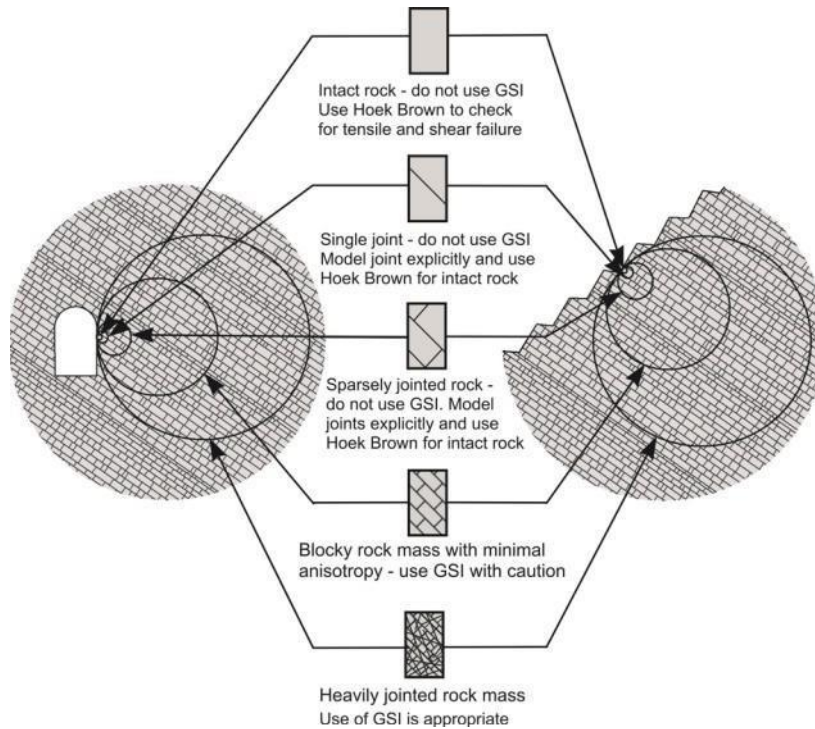 Intact rock - do not use GSI
Use Hoek Brown to check
for tensile and shear failure
Single joint - do not use GSI
Model joint explicitly and use
Hoek Brown for intact rock
Sparsely jointed rock -
do not use GSI. Model
joints explicitly and use
Hoek Brown for intact rock
Blocky rock mass with minimal
anisotropy - use GSI with caution
Heavily jointed rock mass
Use of GSI is appropriate